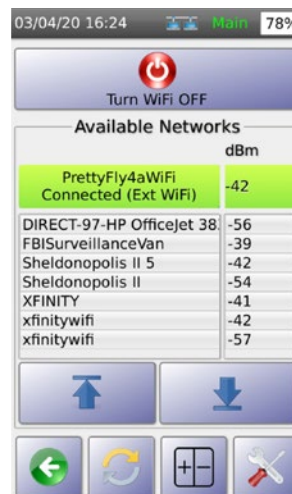 03/04/20 16:24 Main 78%
Turn WiFi OFF
Available Networks
dBm
PrettyFly4aWiFi
Connected (Ext WiFi) -42
DIRECT-97-HP OfficeJet 38 -56
FBISurveillanceVan -39
Sheldonopolis II 5 -42
Sheldonopolis II -54
XFINITY -41
xfinitywifi -42
xfinitywifi -57